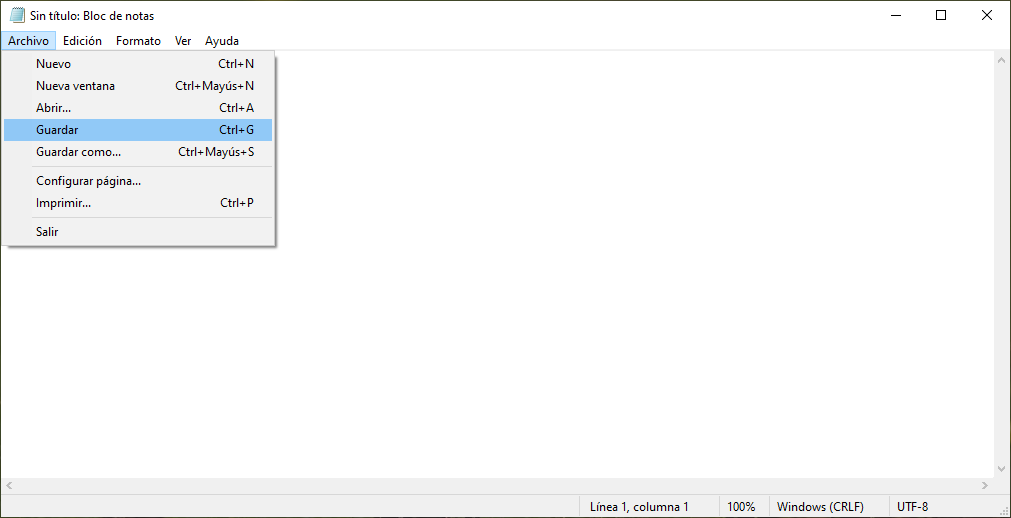 Sin título: Bloc de notas
Archivo Edición Formato Ver Ayuda
Nuevo Ctrl+N
Nueva ventana Ctrl+Mayús+N
Abrir... Ctrl+A
Guardar Ctrl+G
Guardar como... Ctrl+Mayús+S
Configurar página...
Imprimir... Ctrl+P
Salir
Línea 1, columna 1 100% Windows (CRLF) UTF-8